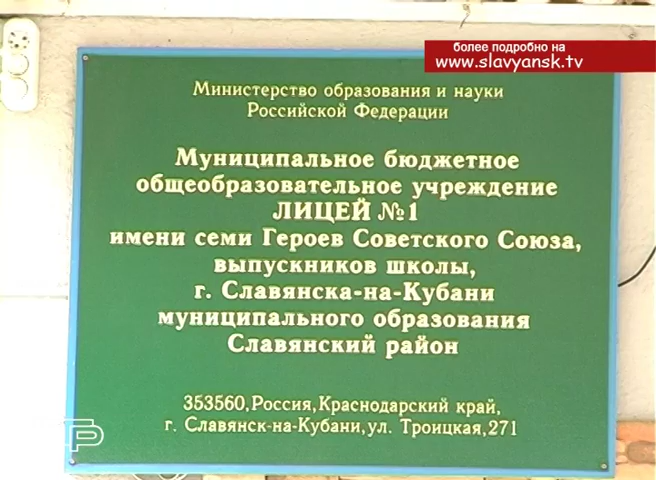 более подробно на
www.slavyansk.tv
Министерство образования и науки
Российской Федерации
Муниципальное бюджетное
общеобразовательное учреждение
ЛИЦЕЙ №1
имени семи Героев Советского Союза,
выпускников школы,
г. Славянска-на-Кубани
муниципального образования
Славянский район
353560,Россия,Краснодарский край,
г. Славянск-на-Кубани,ул. Троицкая,271